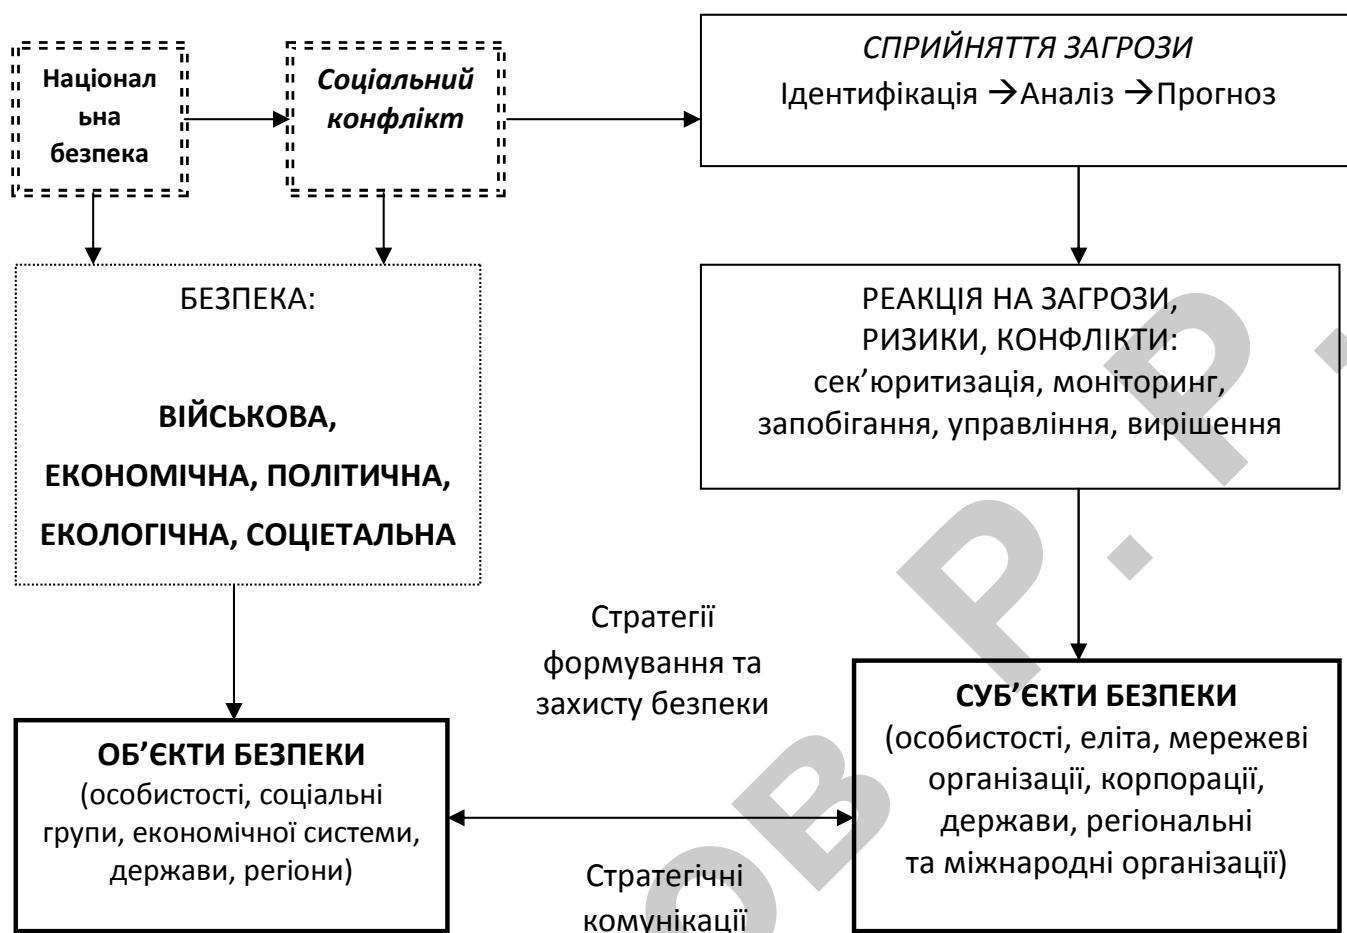 Націонал
ьна
безпека
Соціальний
конфлікт
СПРИЙНЯТТЯ ЗАГРОЗИ
Ідентифікація →Аналіз →Прогноз
БЕЗПЕКА:
ВІЙСЬКОВА,
ЕКОНОМІЧНА, ПОЛІТИЧНА,
ЕКОЛОГІЧНА, СОЦІЕТАЛЬНА
РЕАКЦІЯ НА ЗАГРОЗИ,
РИЗИКИ, КОНФЛІКТИ:
сек’юритизація, моніторинг,
запобігання, управління, вирішення
Стратегії
формування та
захисту безпеки
ОБ’ЄКТИ БЕЗПЕКИ
(особистості, соціальні
групи, економічної системи,
держави, регіони)
СУБ’ЄКТИ БЕЗПЕКИ
(особистості, еліта, мережеві
організації, корпорації,
держави, регіональні
та міжнародні організації)
Стратегічні
комунікації
ОВ Р. Р.